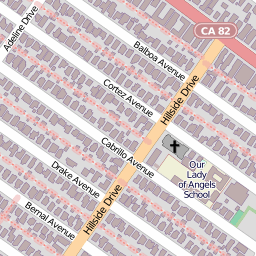 Adeline Drive
CA 82
Balboa Avenue
Hillside Drive
Cortez Avenue
Cabrillo Avenue
Our
Lady
of Angels
School
Drake Avenue
Hillside Drive
Bernal Avenue